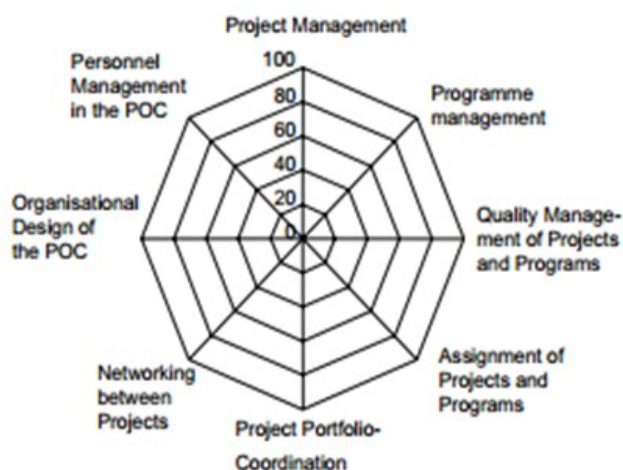 Project Management
100
80
60
40
20
0
Programme
management
Quality Manage-
ment of Projects
and Programs
Assignment of
Projects and
Programs
Project Portfolio-
Coordination
Networking
between
Projects
Organisational
Design of
the POC
Personnel
Management
in the POC